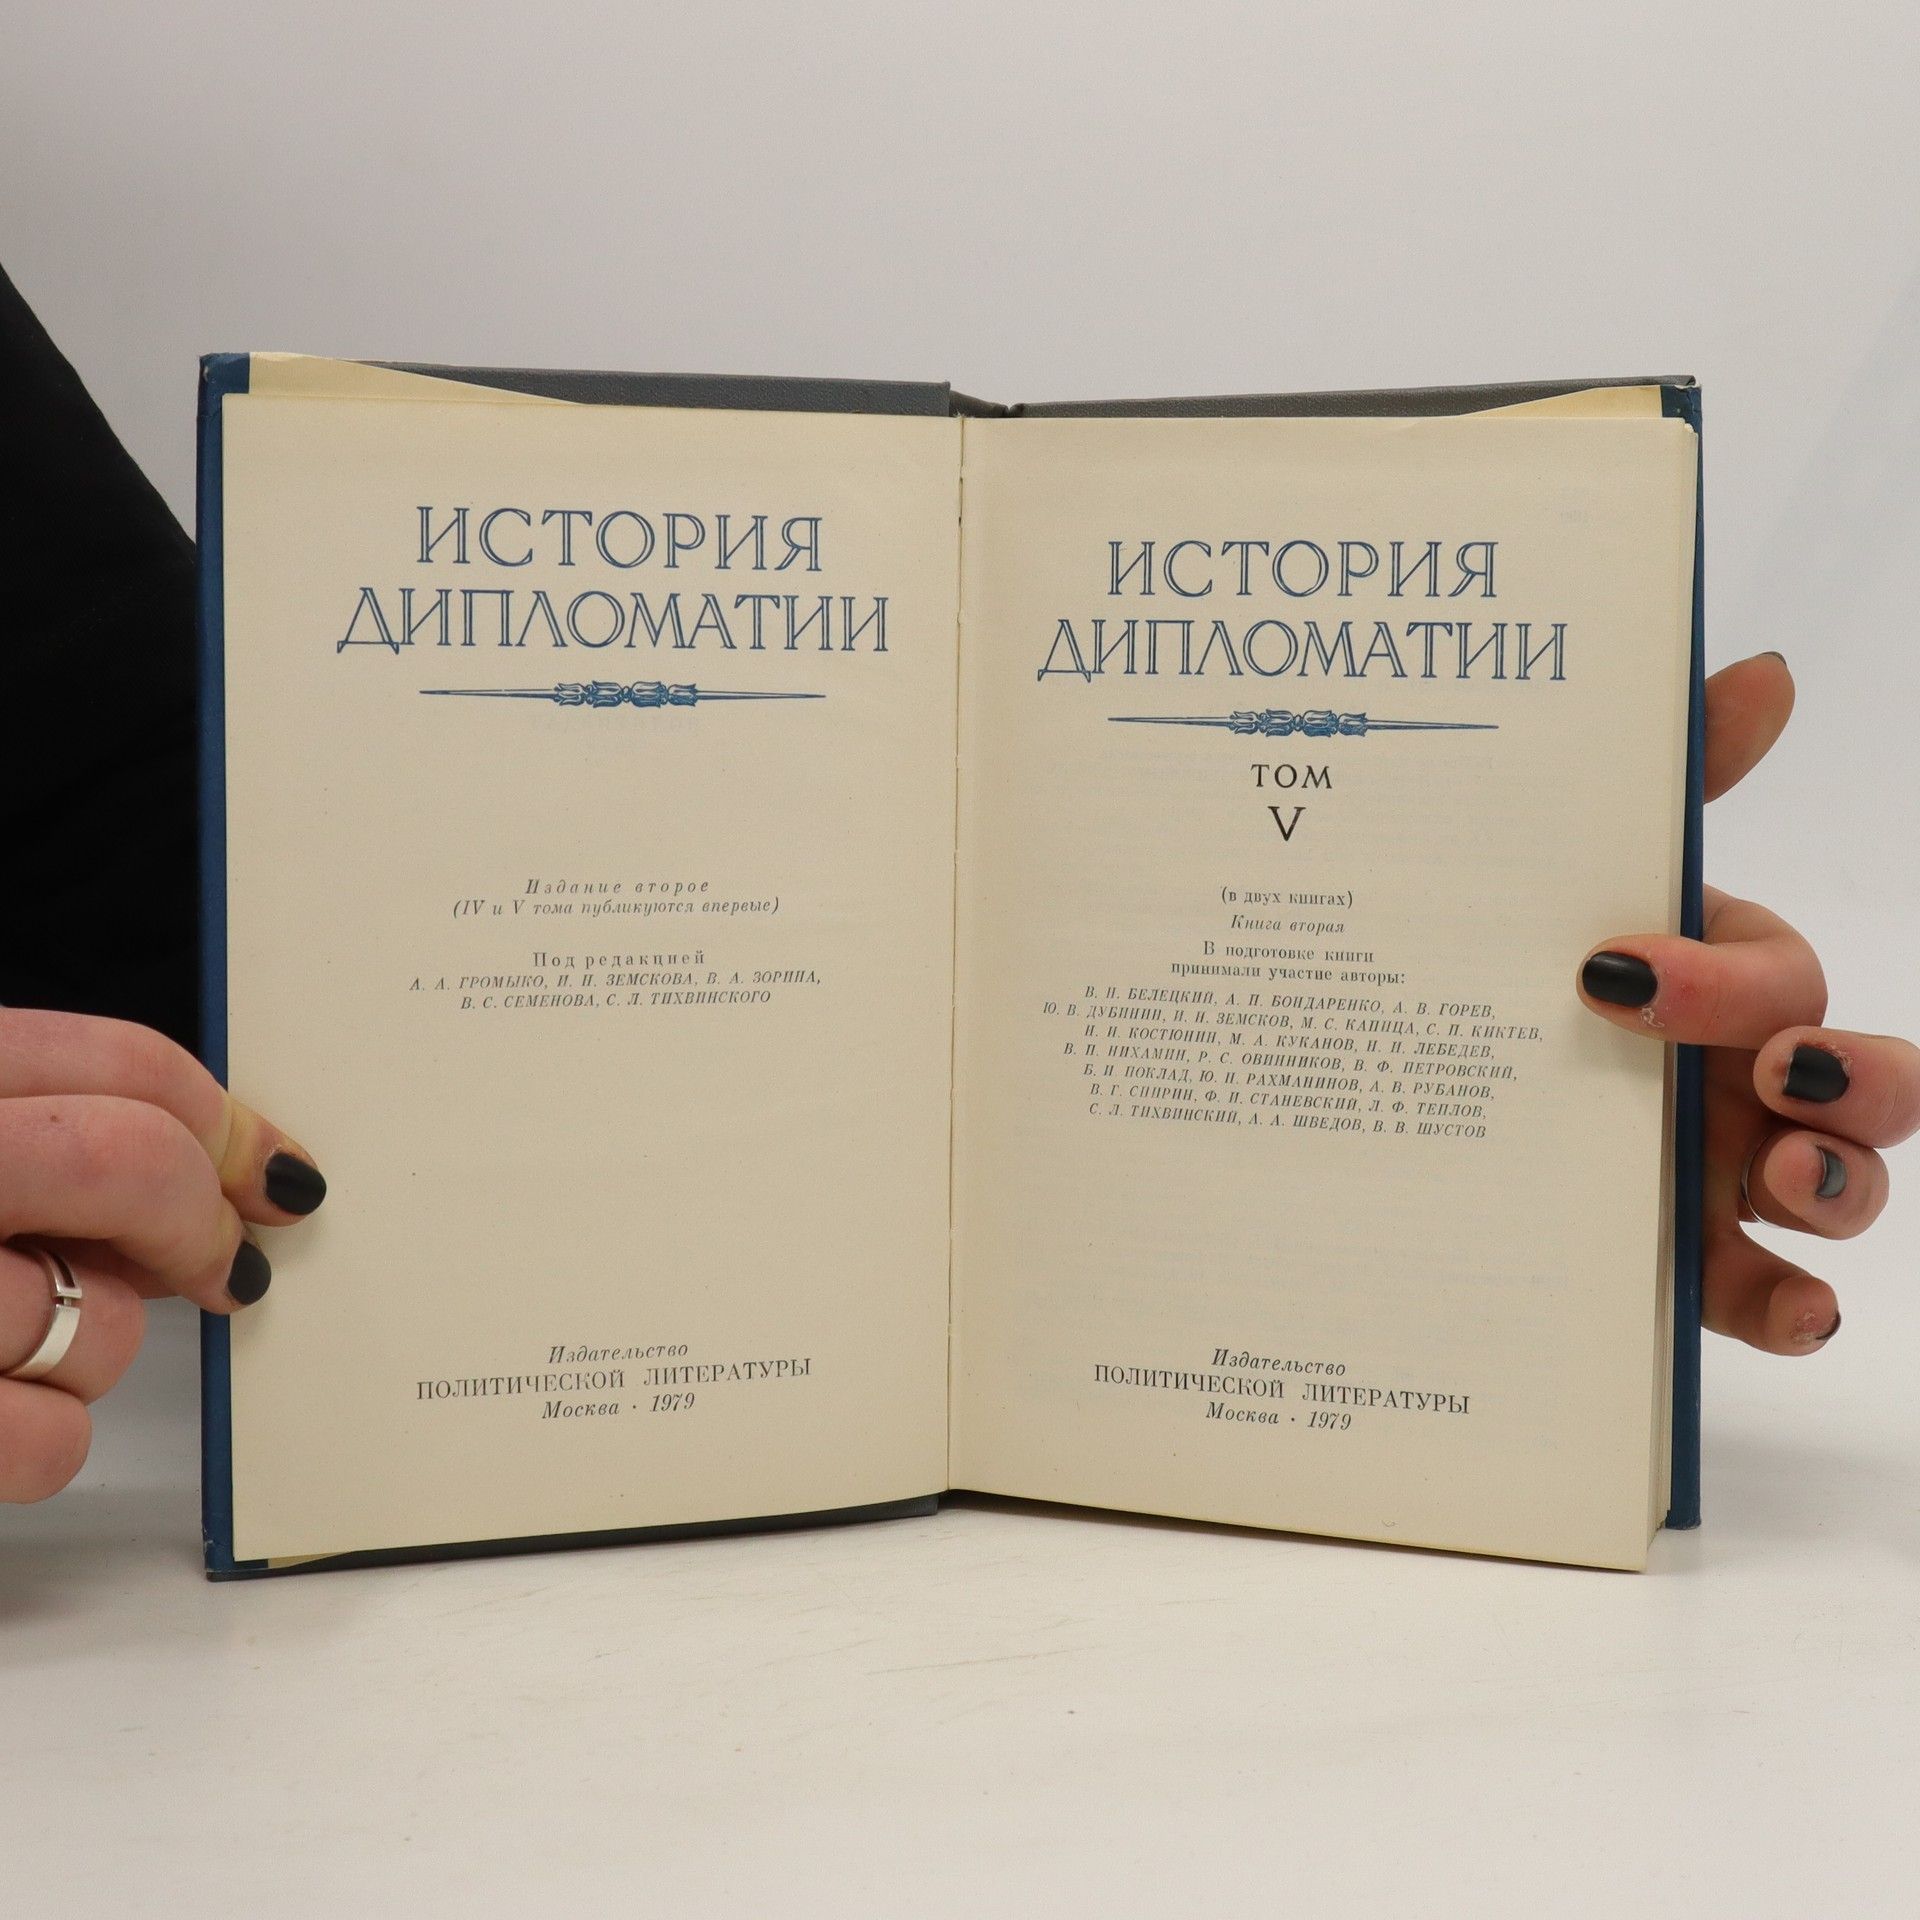 ИСТОРИЯ
ДИПЛОМАТИИ
Издание второе
(IV и V тома публикуются впервые)
Под редакцией
А. А. ГРОМЫКО, И. Н. ЗЕМСКОВА, В. А. ЗОРИНА,
В. С. СЕМЕНОВА, С. Л. ТИХВИНСКОГО
Издательство
ПОЛИТИЧЕСКОЙ ЛИТЕРАТУРЫ
Москва · 1979
ИСТОРИЯ
ДИПЛОМАТИИ
ТОМ
V
(в двух книгах)
Книга вторая
В подготовке книги
принимали участие авторы:
В. Н. БЕЛЕЦКИЙ, А. П. БОНДАРЕНКО, А. В. ГОРЕВ,
Ю. В. ДУБИНИН, И. Н. ЗЕМСКОВ, М. С. КАПИЦА, С. П. КИКТЕВ,
Н. И. КОСТЮНИН, М. А. КУКАНОВ, Н. И. ЛЕБЕДЕВ,
В. П. НИХАМИН, Р. С. ОВИННИКОВ, В. Ф. ПЕТРОВСКИЙ,
Б. П. ПОКЛАД, Ю. Н. РАХМАНИНОВ, А. В. РУБАНОВ,
В. Г. СПИРИН, Ф. И. СТАНЕВСКИЙ, Л. Ф. ТЕПЛОВ,
С. Л. ТИХВИНСКИЙ, А. А. ШВЕДОВ, В. В. ШУСТОВ
Издательство
ПОЛИТИЧЕСКОЙ ЛИТЕРАТУРЫ
Москва · 1979